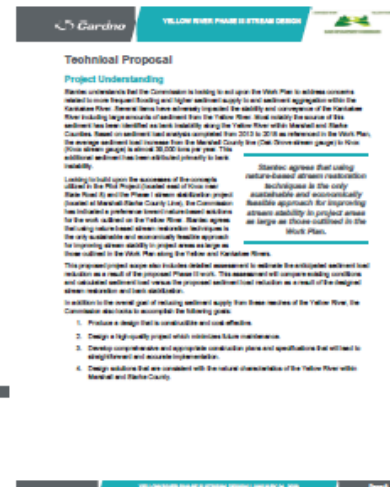 Cardno
YELLOW RIVER PHASE III STREAM DESIGN
Technical Proposal
Project Understanding
Stantec understands that the Commission is looking to act upon the Work Plan to address concerns
related to more frequent flooding and higher sediment supply to and sediment aggregation within the
Kankakee River. Several items have adversely impacted the stability and conveyance of the Kankakee
River including large amounts of sediment from the Yellow River. Most notably the source of this
sediment has been identified as bank instability along the Yellow River within Marshall and Starke
Counties. Based on sediment load analysis completed from 2013 to 2018 as referenced in the Work Plan,
the average sediment load increase from the Marshall County line (Oak Grove stream gauge) to Knox
(Knox stream gauge) is almost 30,000 tons per year. This
additional sediment has been attributed primarily to bank
instability.
Looking to build upon the successes of the concepts
utilized in the Pilot Project (located east of Knox near
State Road 8) and the Phase I stream stabilization project
(located at Marshall-Starke County Line), the Commission
has indicated a preference toward nature-based solutions
for the work outlined on the Yellow River. Stantec agrees
that using nature-based stream restoration techniques is
the only sustainable and economically feasible approach
for improving stream stability in project areas as large as
those outlined in the Work Plan along the Yellow and Kankakee Rivers.
Stantec agrees that using
nature-based stream restoration
techniques is the only
sustainable and economically
feasible approach for improving
stream stability in project areas
as large as those outlined in the
Work Plan.
This proposed project scope also includes detailed assessment to estimate the anticipated sediment load
reduction as a result of the proposed Phase III work. This assessment will compare existing conditions
and calculated sediment load versus the proposed sediment load reduction as a result of the designed
stream restoration and bank stabilization.
In addition to the overall goal of reducing sediment supply from these reaches of the Yellow River, the
Commission also looks to accomplish the following goals:
1. Produce a design that is constructible and cost-effective.
2. Design a high-quality project which minimizes future maintenance.
3. Develop comprehensive and appropriate construction plans and specifications that will lead to
straightforward and accurate implementation.
4. Design solutions that are consistent with the natural characteristics of the Yellow River within
Marshall and Starke County.